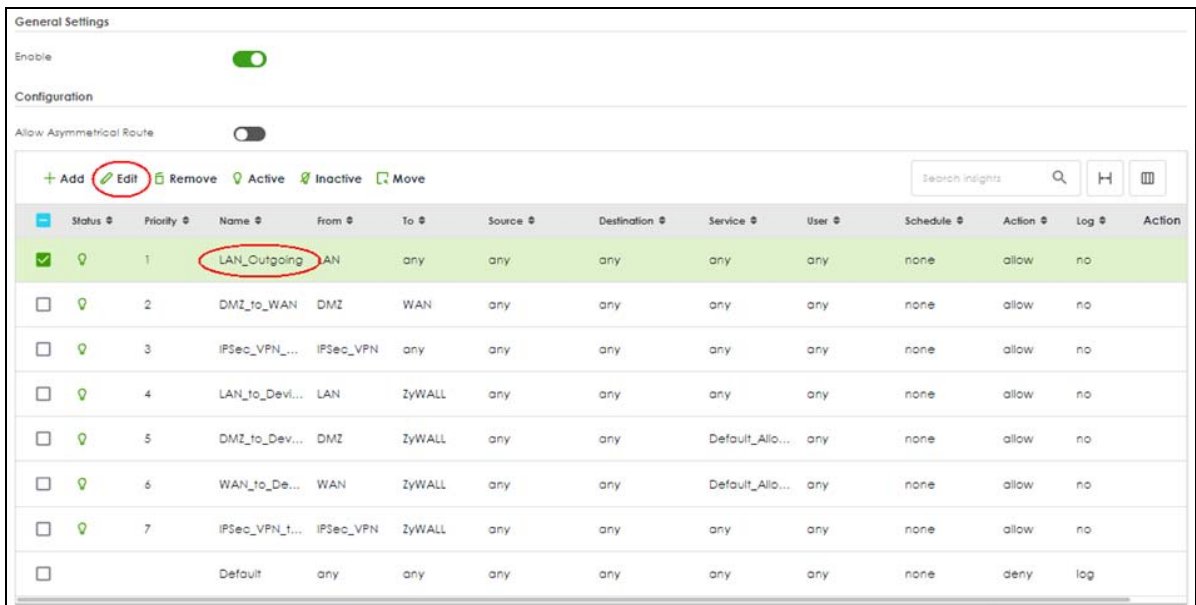 General Settings
Enable
Configuration
Allow Asymmetrical Route
Add Edit Remove Active Inactive Move Search insights
Status Priority Name From To Source Destination Service User Schedule Action Log Action
1 LAN_Outgoing LAN any any any any any none allow no
2 DMZ_to_WAN DMZ WAN any any any any none allow no
3 IPSec_VPN_... IPSec_VPN any any any any any none allow no
4 LAN_to_Devi... LAN ZyWALL any any any any none allow no
5 DMZ_to_Dev... DMZ ZyWALL any any Default_Allo... any none allow no
6 WAN_to_De... WAN ZyWALL any any Default_Allo... any none allow no
7 IPSec_VPN_t... IPSec_VPN ZyWALL any any any any none allow no
Default any any any any any any none deny log